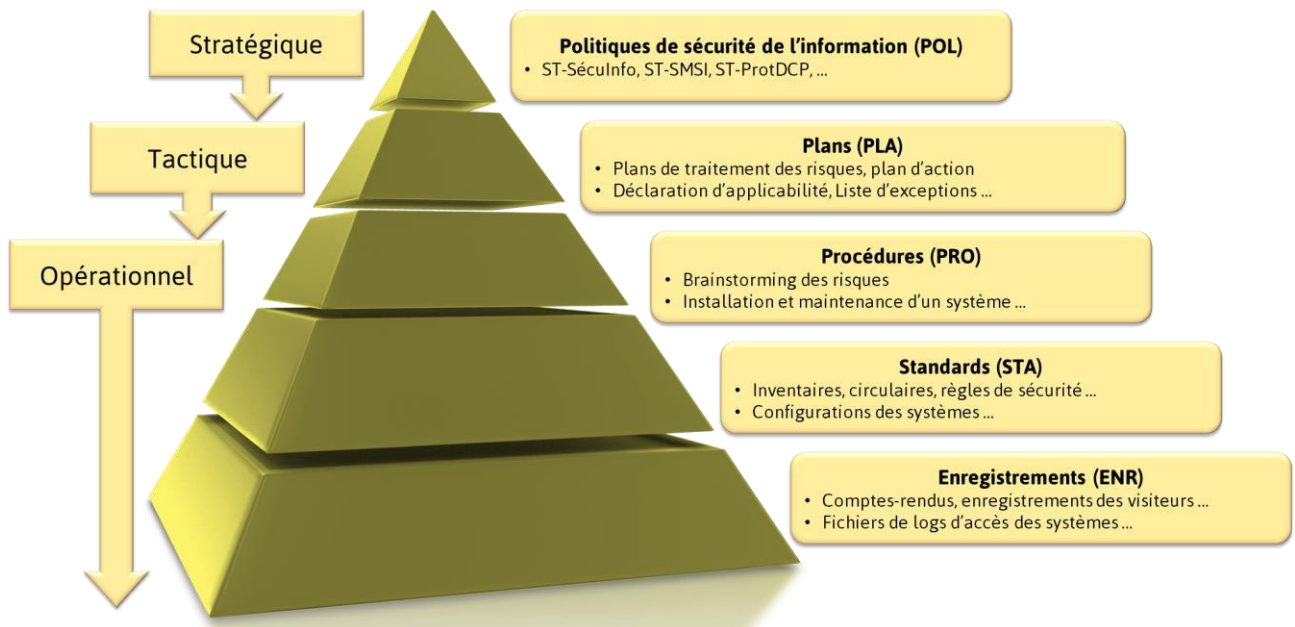 Stratégique
Tactique
Opérationnel
Politiques de sécurité de l’information (POL)
• ST-SécuInfo, ST-SMSI, ST-ProtDCP, ...
Plans (PLA)
• Plans de traitement des risques, plan d’action
• Déclaration d’applicabilité, Liste d’exceptions ...
Procédures (PRO)
• Brainstorming des risques
• Installation et maintenance d’un système ...
Standards (STA)
• Inventaires, circulaires, règles de sécurité ...
• Configurations des systèmes ...
Enregistrements (ENR)
• Comptes-rendus, enregistrements des visiteurs ...
• Fichiers de logs d’accès des systèmes ...